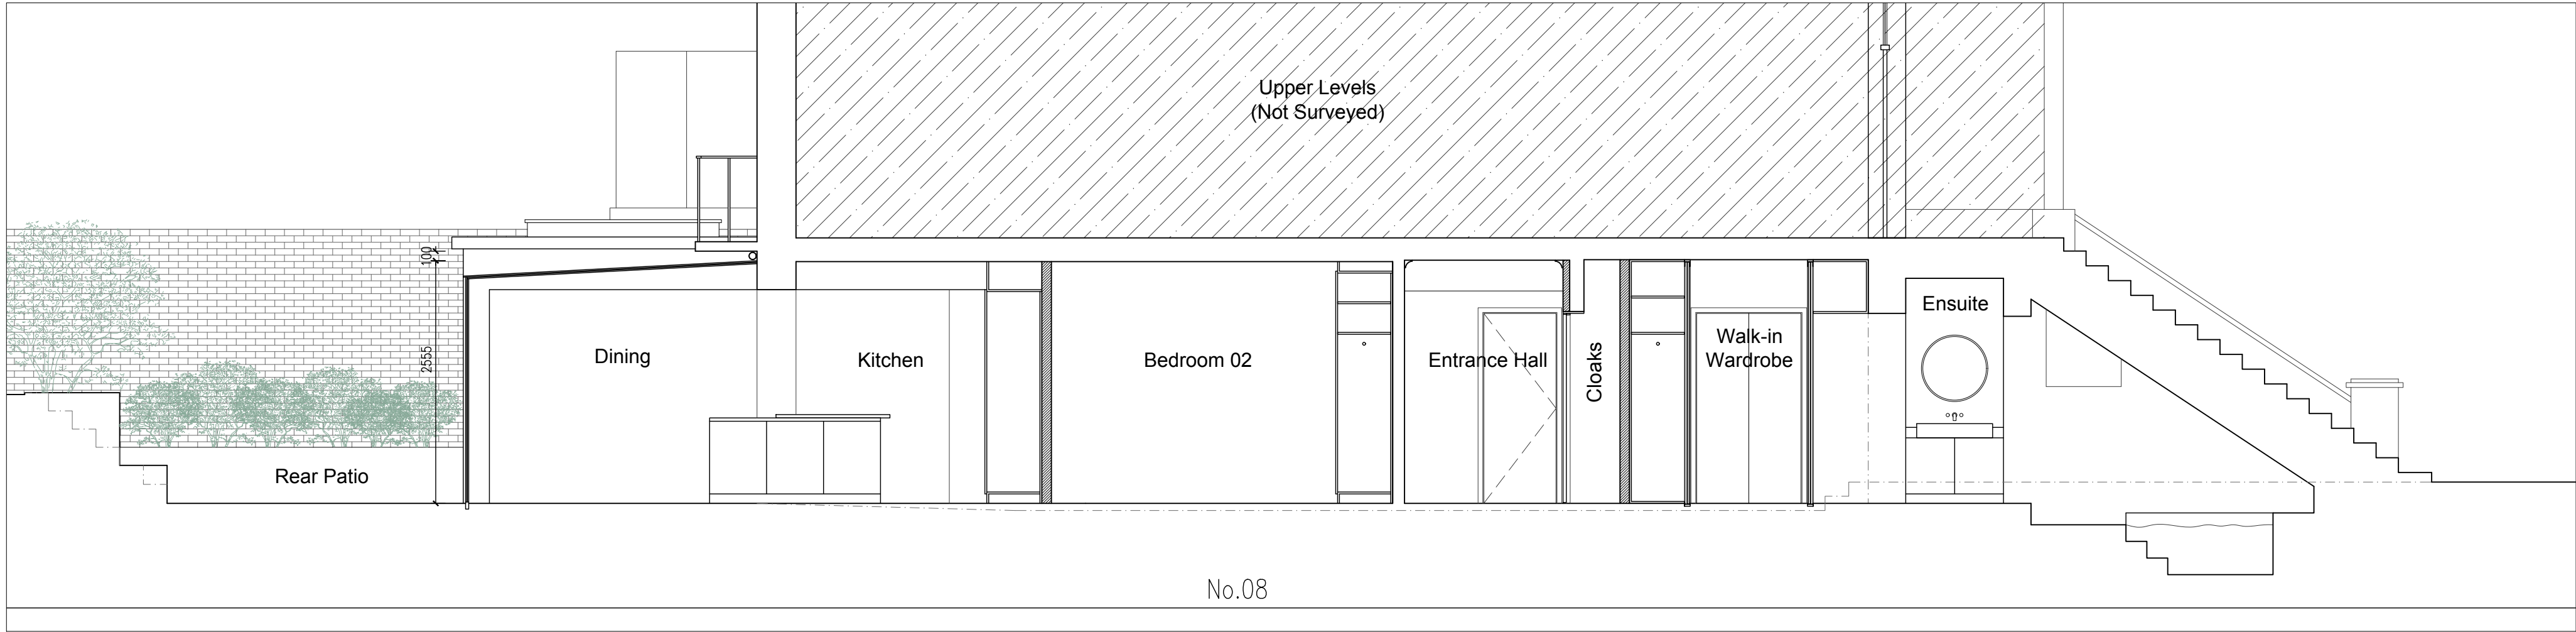 Upper Levels
(Not Surveyed)
100
2555
Dining
Kitchen
Bedroom 02
Entrance Hall
Cloaks
Walk-in
Wardrobe
Ensuite
Rear Patio
No.08